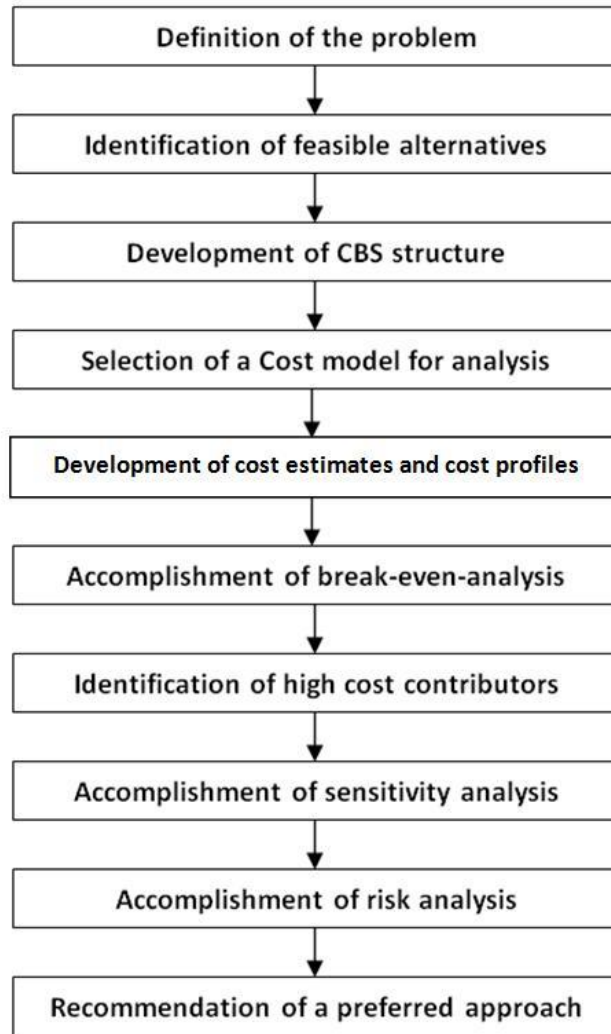 Definition of the problem
Identification of feasible alternatives
Development of CBS structure
Selection of a Cost model for analysis
Development of cost estimates and cost profiles
Accomplishment of break-even-analysis
Identification of high cost contributors
Accomplishment of sensitivity analysis
Accomplishment of risk analysis
Recommendation of a preferred approach